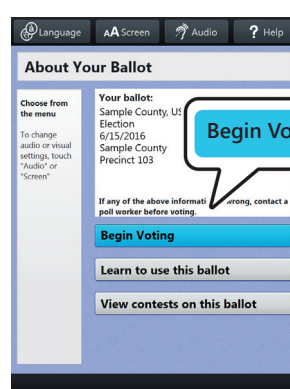 Language
AA Screen
Audio
? Help
About Your Ballot
Choose from
the menu
To change
audio or visual
settings, touch
"Audio" or
"Screen"
Your ballot:
Sample County, US
Election
6/15/2016
Sample County
Precinct 103
If any of the above informati
rong, contact a
poll worker before voting.
Begin Vo
Begin Voting
Learn to use this ballot
View contests on this ballot